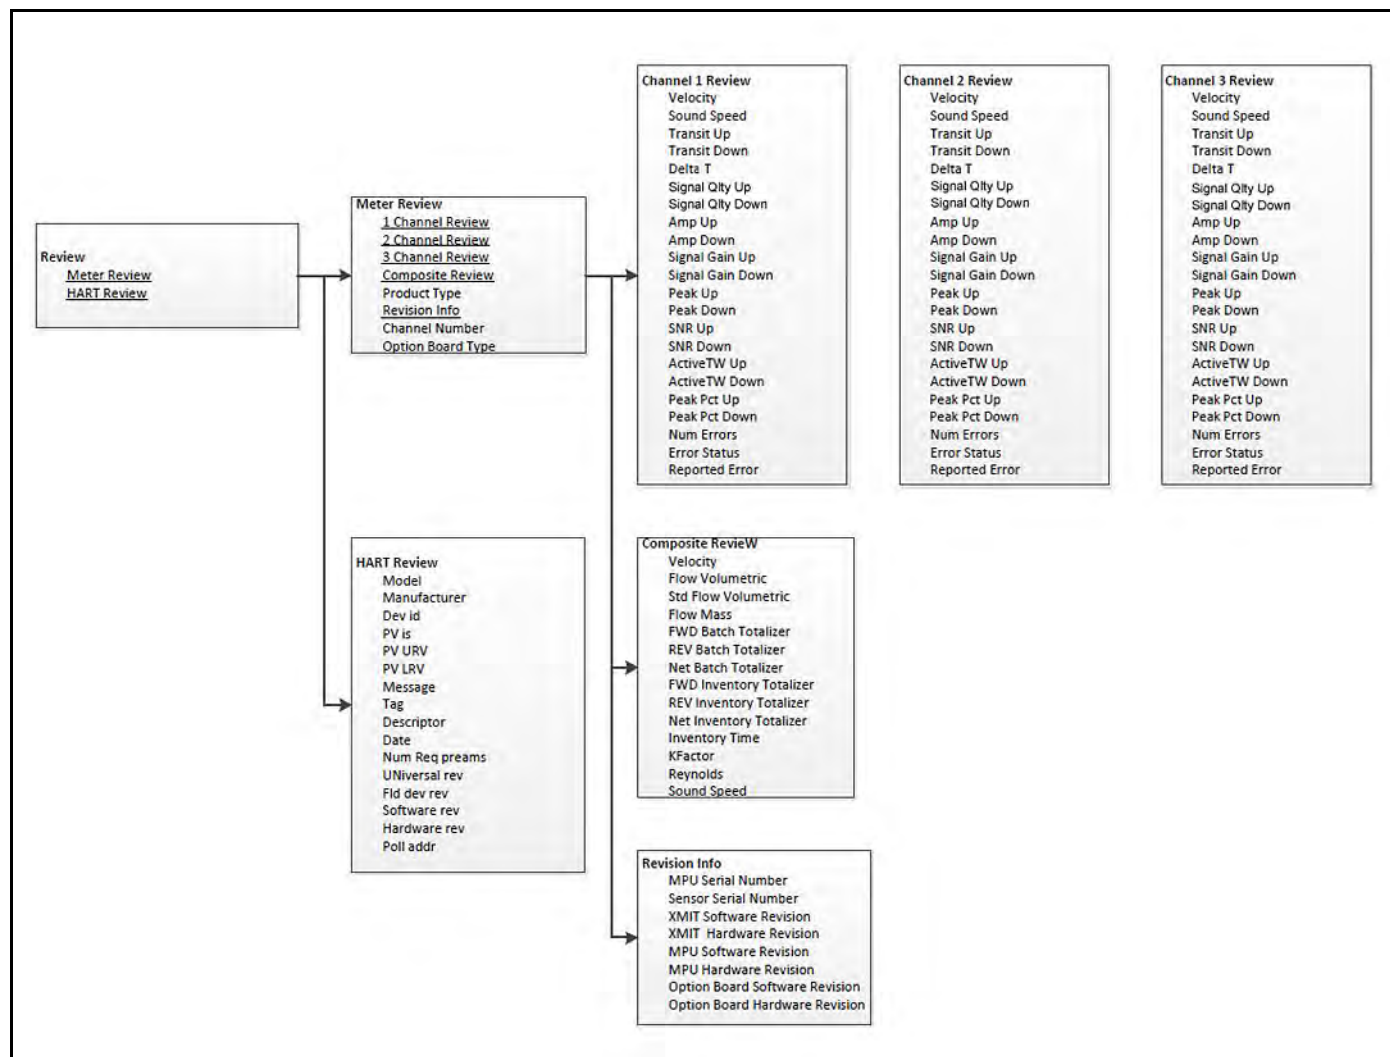 Review
Meter Review
HART Review
Meter Review
1 Channel Review
2 Channel Review
3 Channel Review
Composite Review
Product Type
Revision Info
Channel Number
Option Board Type
HART Review
Model
Manufacturer
Dev id
PV is
PV URV
PV LRV
Message
Tag
Descriptor
Date
Num Req preams
UNiversal rev
Fld dev rev
Software rev
Hardware rev
Poll addr
Channel 1 Review
Velocity
Sound Speed
Transit Up
Transit Down
Delta T
Signal Qlty Up
Signal Qlty Down
Amp Up
Amp Down
Signal Gain Up
Signal Gain Down
Peak Up
Peak Down
SNR Up
SNR Down
ActiveTW Up
ActiveTW Down
Peak Pct Up
Peak Pct Down
Num Errors
Error Status
Reported Error
Channel 2 Review
Velocity
Sound Speed
Transit Up
Transit Down
Delta T
Signal Qlty Up
Signal Qlty Down
Amp Up
Amp Down
Signal Gain Up
Signal Gain Down
Peak Up
Peak Down
SNR Up
SNR Down
ActiveTW Up
ActiveTW Down
Peak Pct Up
Peak Pct Down
Num Errors
Error Status
Reported Error
Channel 3 Review
Velocity
Sound Speed
Transit Up
Transit Down
Delta T
Signal Qlty Up
Signal Qlty Down
Amp Up
Amp Down
Signal Gain Up
Signal Gain Down
Peak Up
Peak Down
SNR Up
SNR Down
ActiveTW Up
ActiveTW Down
Peak Pct Up
Peak Pct Down
Num Errors
Error Status
Reported Error
Composite RevieW
Velocity
Flow Volumetric
Std Flow Volumetric
Flow Mass
FWD Batch Totalizer
REV Batch Totalizer
Net Batch Totalizer
FWD Inventory Totalizer
REV Inventory Totalizer
Net Inventory Totalizer
Inventory Time
KFactor
Reynolds
Sound Speed
Revision Info
MPU Serial Number
Sensor Serial Number
XMIT Software Revision
XMIT Hardware Revision
MPU Software Revision
MPU Hardware Revision
Option Board Software Revision
Option Board Hardware Revision